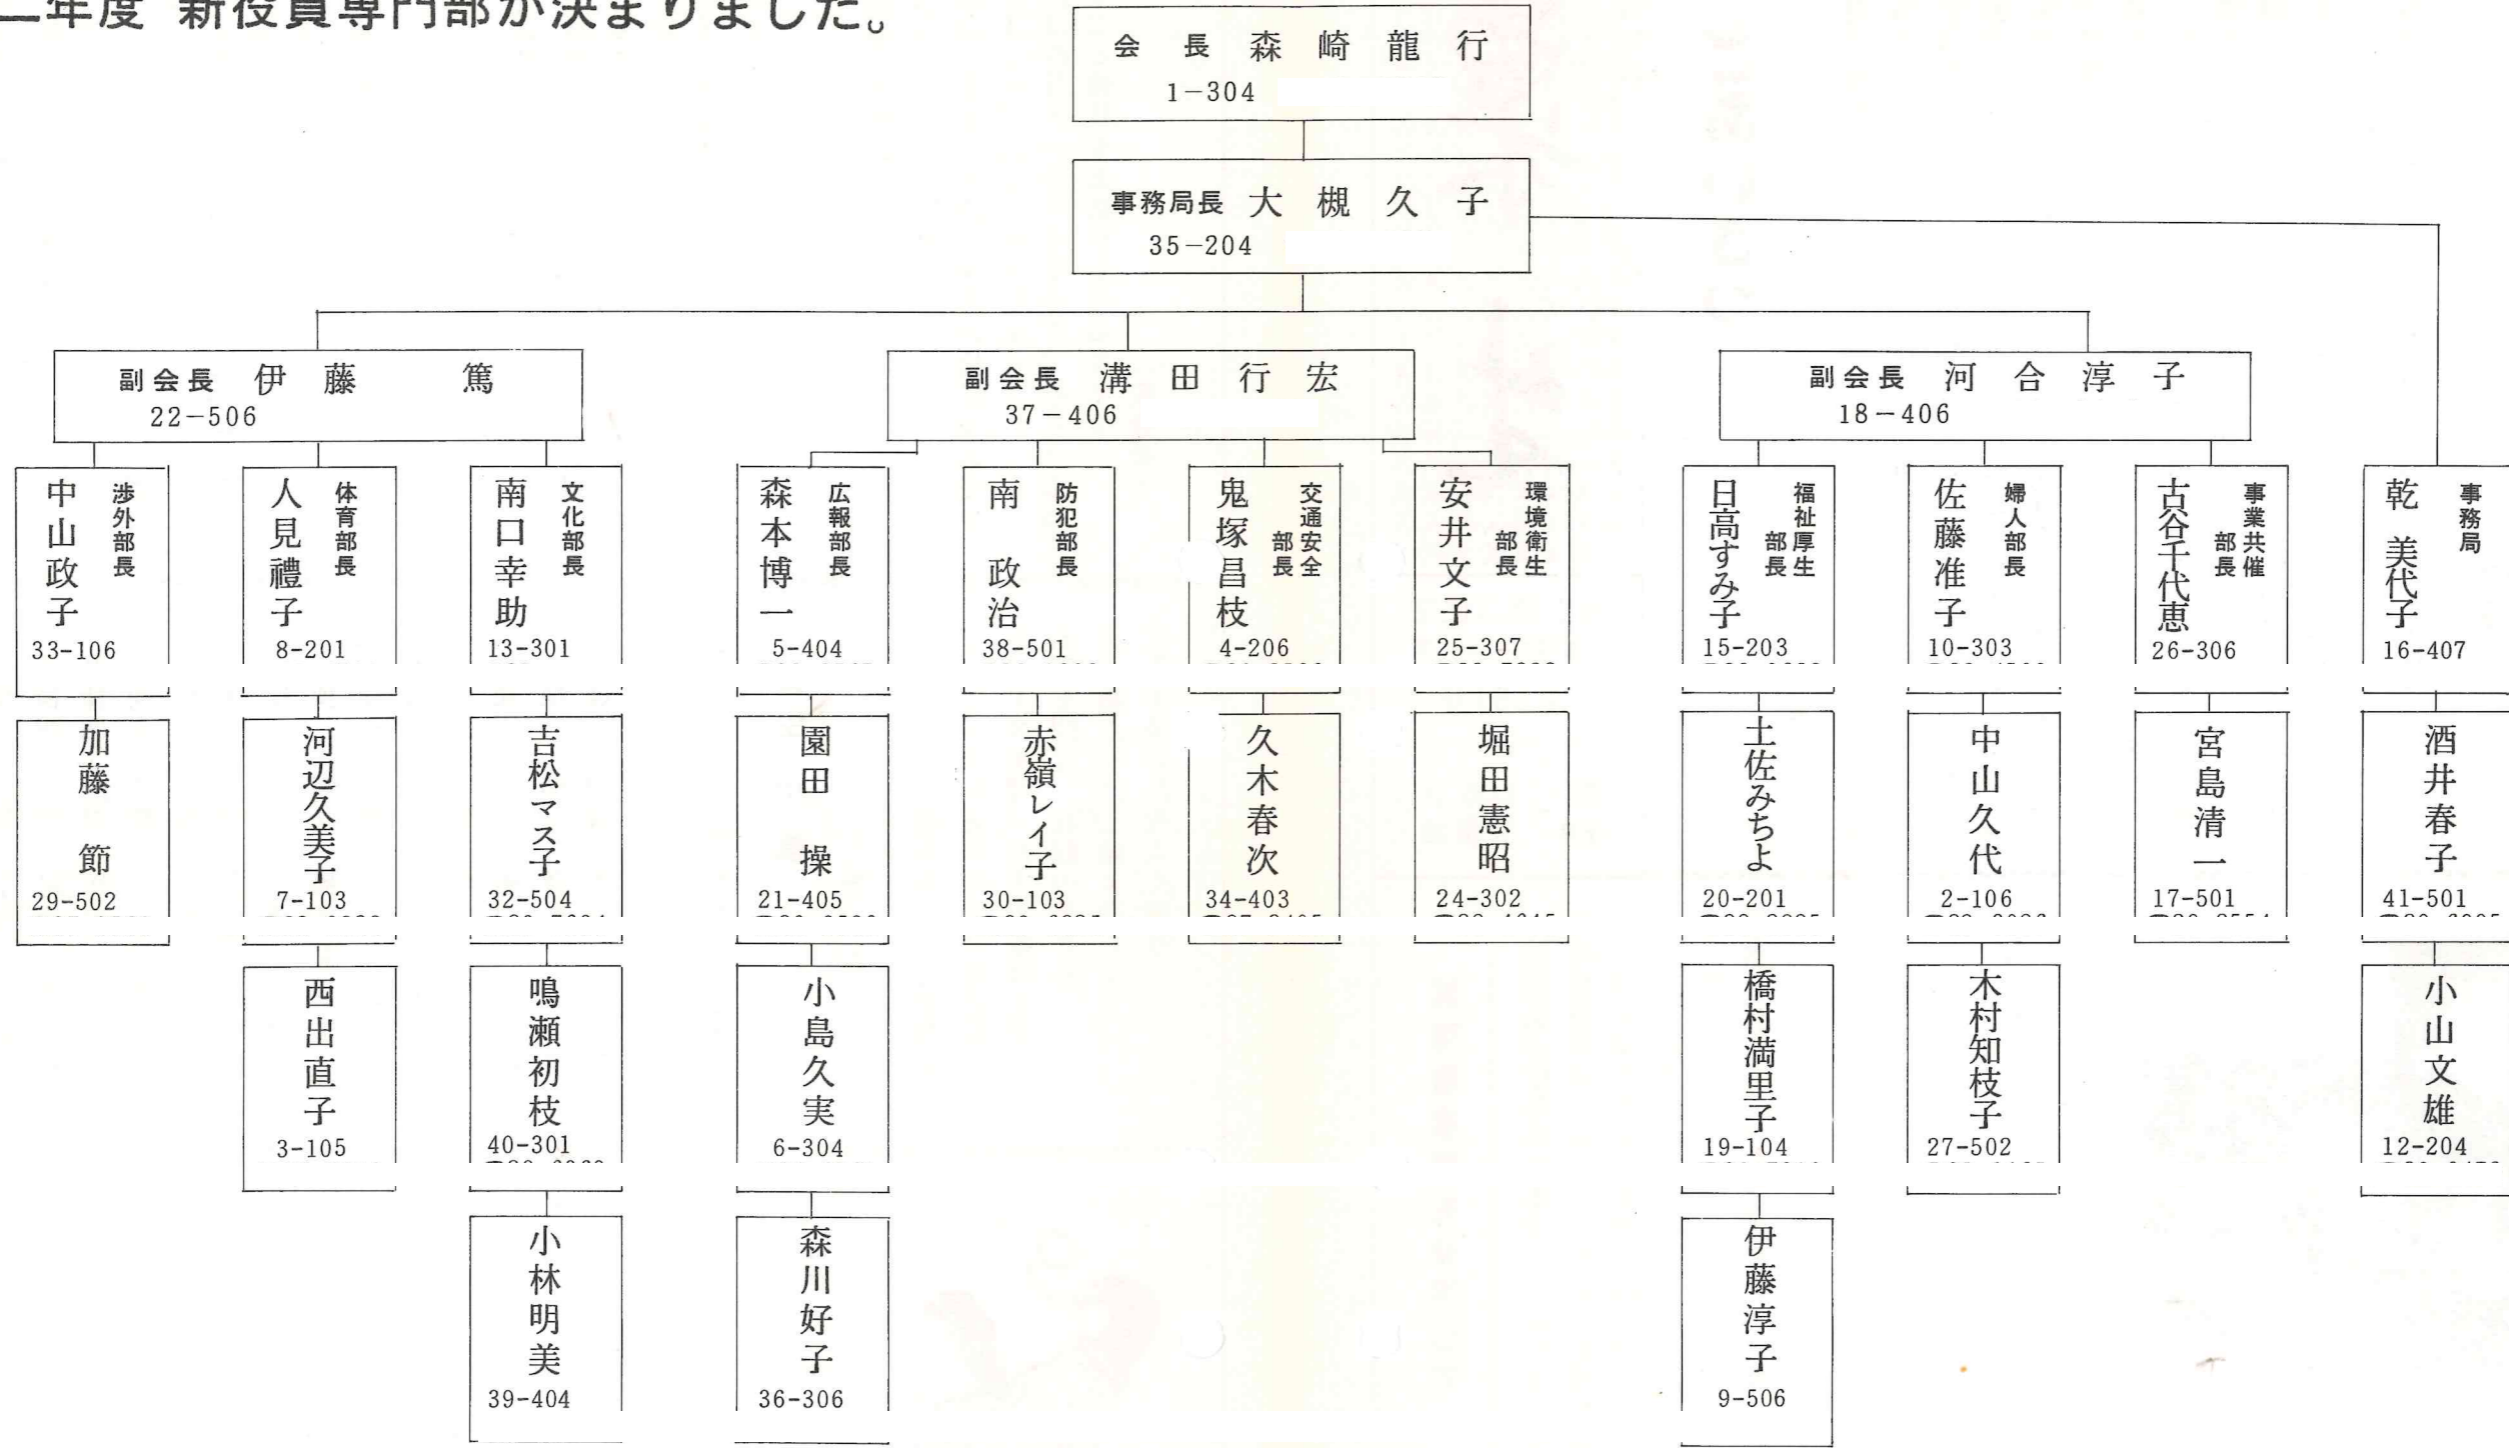 年度 新役員専門部が決まりました。
会長 森崎龍行
1-304
事務局長 大槻久子
35-204
副会長 伊藤 篤
22-506
副会長 溝田行宏
37-406
副会長 河合淳子
18-406
渉外部長
中山政子
33-106
体育部長
人見禮子
8-201
文化部長
南口幸助
13-301
広報部長
森本博一
5-404
防犯部長
南 政治
38-501
交通安全部長
鬼塚昌枝
4-206
環境衛生部長
安井文子
25-307
福祉厚生部長
日高すみ子
15-203
婦人部長
佐藤准子
10-303
事業共催部長
古谷千代恵
26-306
事務局
乾 美代子
16-407
加藤 節
29-502
河辺久美子
7-103
吉松マス子
32-504
園田 操
21-405
赤嶺レイ子
30-103
久木春次
34-403
堀田憲昭
24-302
土佐みちよ
20-201
中山久代
2-106
宮島清一
17-501
酒井春子
41-501
西出直子
3-105
鳴瀬初枝
40-301
小島久実
6-304
橋村満里子
19-104
木村知枝子
27-502
小山文雄
12-204
小林明美
39-404
森川好子
36-306
伊藤淳子
9-506